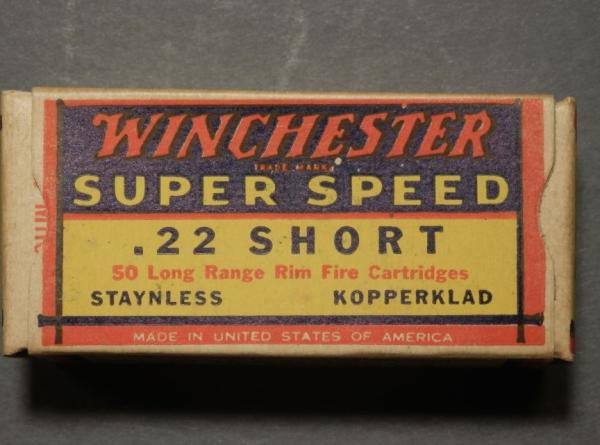 WINCHESTER
TRADE MARK
SUPER SPEED
.22 SHORT
50 Long Range Rim Fire Cartridges
STAYNLESS KOPPERKLAD
MADE IN UNITED STATES OF AMERICA